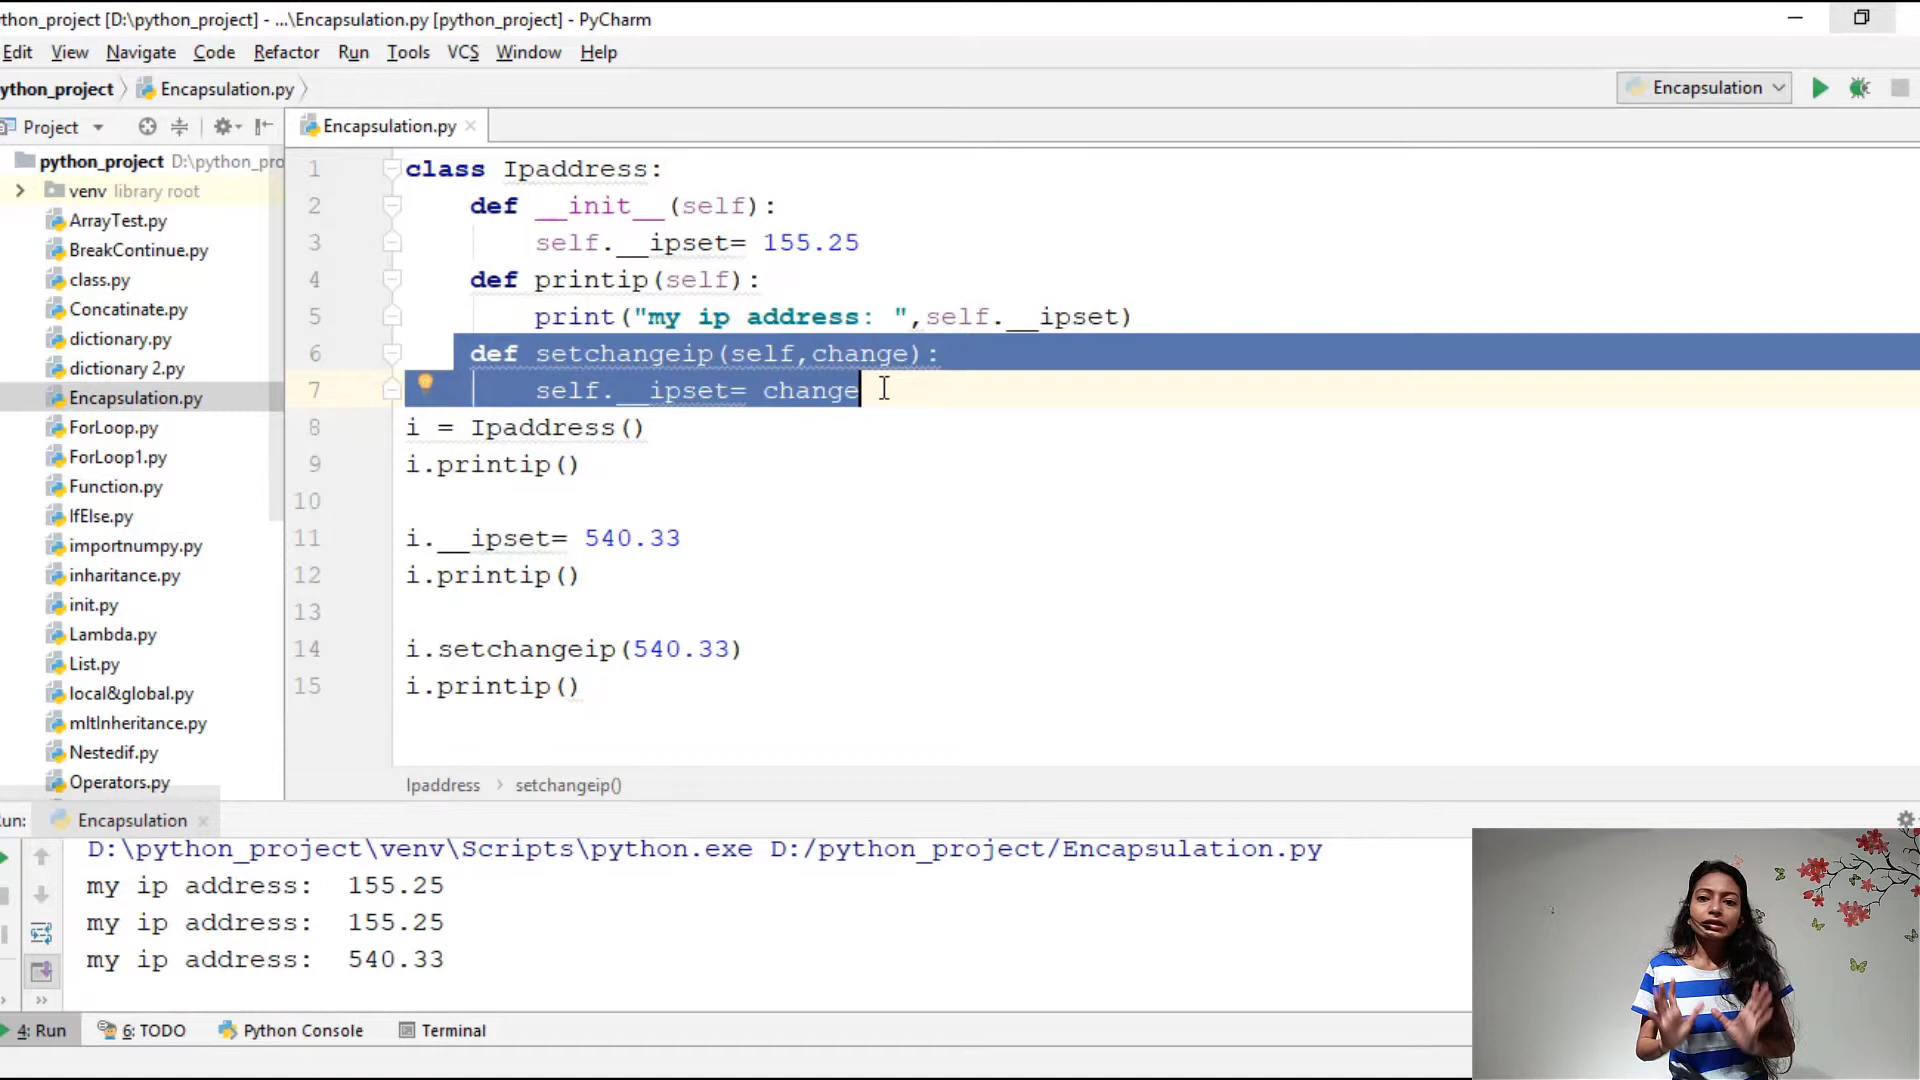 ython_project [D:\python_project] - ...\Encapsulation.py [python_project] - PyCharm
Edit View Navigate Code Refactor Run Tools VCS Window Help
ython_project Encapsulation.py Encapsulation
Project Encapsulation.py
python_project D:\python_pro
venv library root
ArrayTest.py
BreakContinue.py
class.py
Concatinate.py
dictionary.py
dictionary 2.py
Encapsulation.py
ForLoop.py
ForLoop1.py
Function.py
IfElse.py
importnumpy.py
inharitance.py
init.py
Lambda.py
List.py
local&global.py
mltInheritance.py
Nestedif.py
Operators.py
1 class Ipaddress:
2 def __init__(self):
3 self.__ipset= 155.25
4 def printip(self):
5 print("my ip address: ",self.__ipset)
6 def setchangeip(self,change):
7 self.__ipset= change
8 i = Ipaddress()
9 i.printip()
10
11 i.__ipset= 540.33
12 i.printip()
13
14 i.setchangeip(540.33)
15 i.printip()
Ipaddress setchangeip()
un: Encapsulation
D:\python_project\venv\Scripts\python.exe D:/python_project/Encapsulation.py
my ip address: 155.25
my ip address: 155.25
my ip address: 540.33
4: Run 6: TODO Python Console Terminal